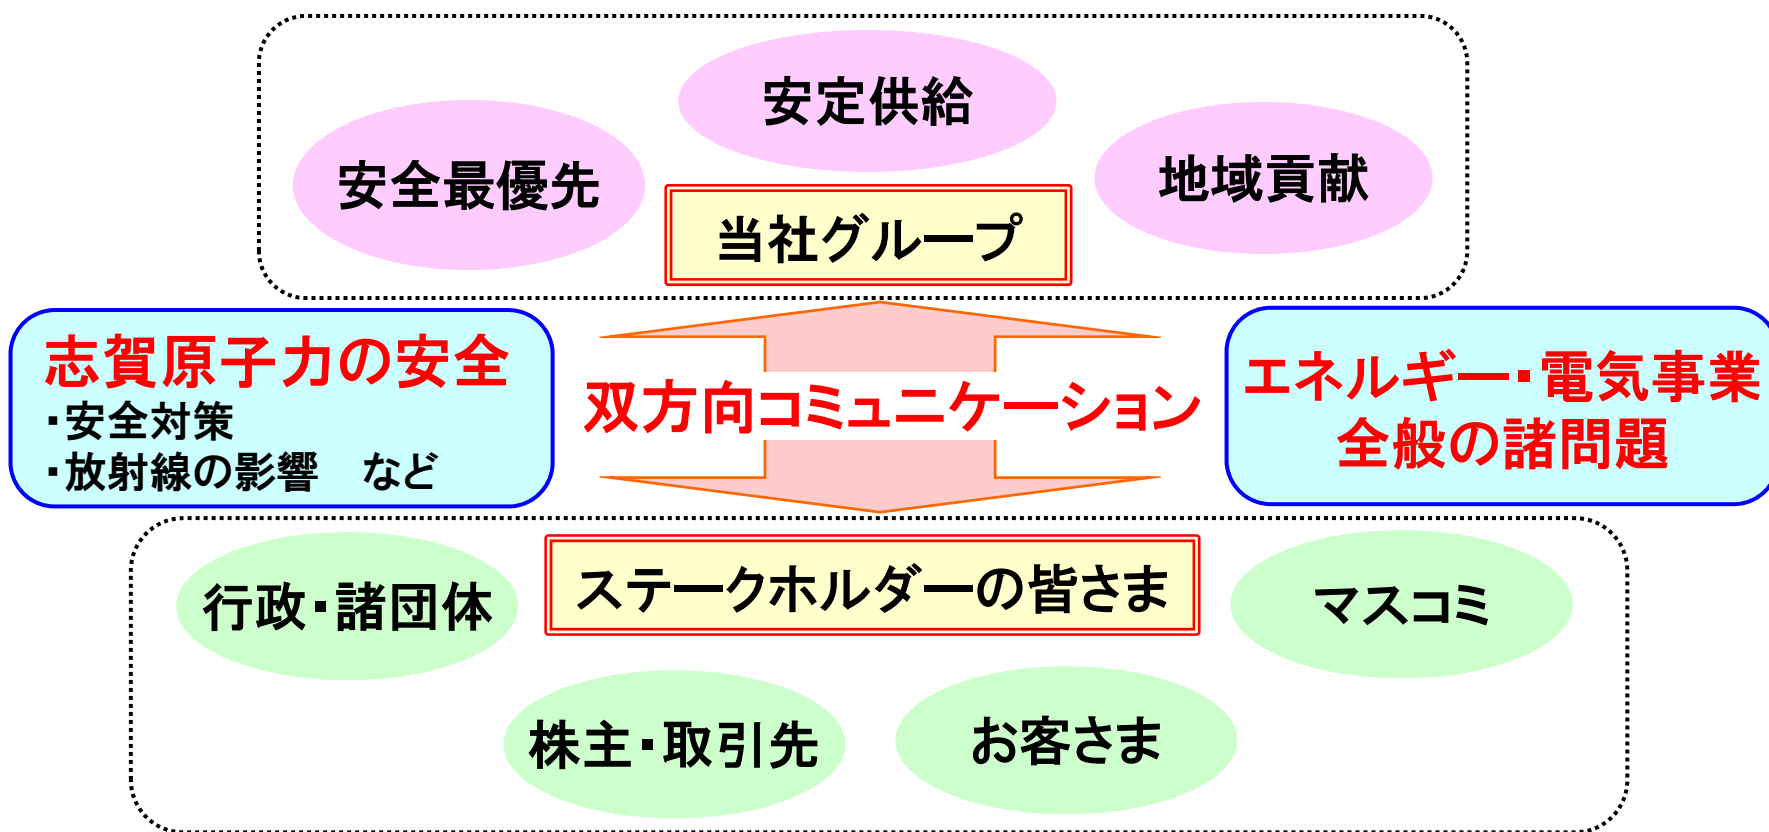 安定供給
安全最優先
地域貢献
当社グループ
志賀原子力の安全
・安全対策
・放射線の影響　など
双方向コミュニケーション
エネルギー・電気事業
全般の諸問題
ステークホルダーの皆さま
行政・諸団体
マスコミ
株主・取引先
お客さま